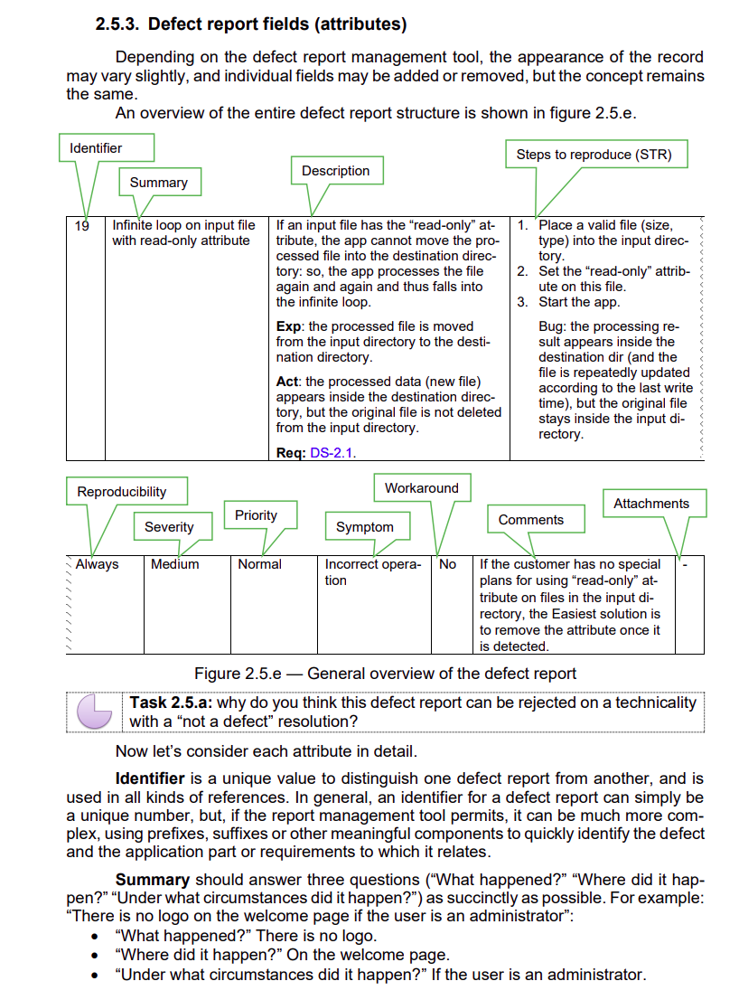 2.5.3. Defect report fields (attributes)
Depending on the defect report management tool, the appearance of the record
may vary slightly, and individual fields may be added or removed, but the concept remains
the same.
An overview of the entire defect report structure is shown in figure 2.5.e.
Identifier
Summary
Description
Steps to reproduce (STR)
19
Infinite loop on input file
with read-only attribute
If an input file has the “read-only” at-
tribute, the app cannot move the pro-
cessed file into the destination direc-
tory: so, the app processes the file
again and again and thus falls into
the infinite loop.
Exp: the processed file is moved
from the input directory to the desti-
nation directory.
Act: the processed data (new file)
appears inside the destination direc-
tory, but the original file is not deleted
from the input directory.
Req: DS-2.1.
1. Place a valid file (size,
type) into the input direc-
tory.
2. Set the “read-only” attrib-
ute on this file.
3. Start the app.
Bug: the processing re-
sult appears inside the
destination dir (and the
file is repeatedly updated
according to the last write
time), but the original file
stays inside the input di-
rectory.
Reproducibility
Severity
Priority
Symptom
Workaround
Comments
Attachments
Always
Medium
Normal
Incorrect opera-
tion
No
If the customer has no special
plans for using “read-only” at-
tribute on files in the input di-
rectory, the Easiest solution is
to remove the attribute once it
is detected.
-
Figure 2.5.e — General overview of the defect report
Task 2.5.a: why do you think this defect report can be rejected on a technicality
with a “not a defect” resolution?
Now let’s consider each attribute in detail.
Identifier is a unique value to distinguish one defect report from another, and is
used in all kinds of references. In general, an identifier for a defect report can simply be
a unique number, but, if the report management tool permits, it can be much more com-
plex, using prefixes, suffixes or other meaningful components to quickly identify the defect
and the application part or requirements to which it relates.
Summary should answer three questions (“What happened?” “Where did it hap-
pen?” “Under what circumstances did it happen?”) as succinctly as possible. For example:
“There is no logo on the welcome page if the user is an administrator”:
• “What happened?” There is no logo.
• “Where did it happen?” On the welcome page.
• “Under what circumstances did it happen?” If the user is an administrator.